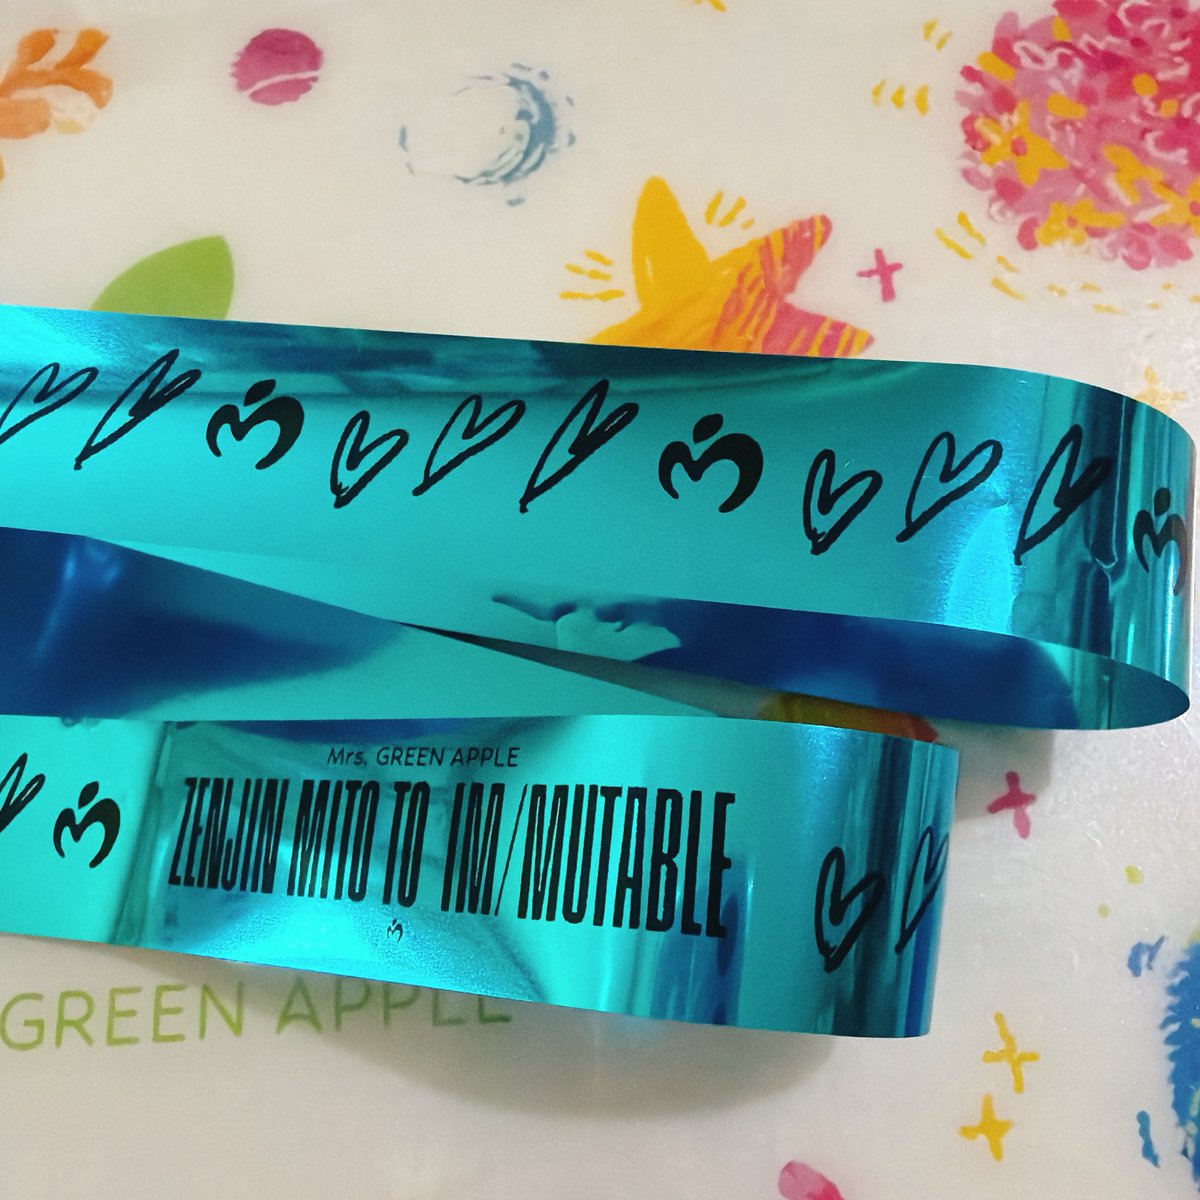 Mrs. GREEN APPLE
ZENJIN MITO TO IM/MUTABLE
GREEN APPLE